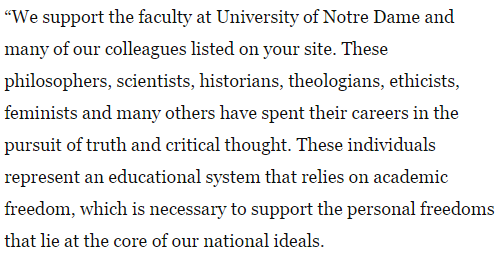 “We support the faculty at University of Notre Dame and
many of our colleagues listed on your site. These
philosophers, scientists, historians, theologians, ethicists,
feminists and many others have spent their careers in the
pursuit of truth and critical thought. These individuals
represent an educational system that relies on academic
freedom, which is necessary to support the personal freedoms
that lie at the core of our national ideals.